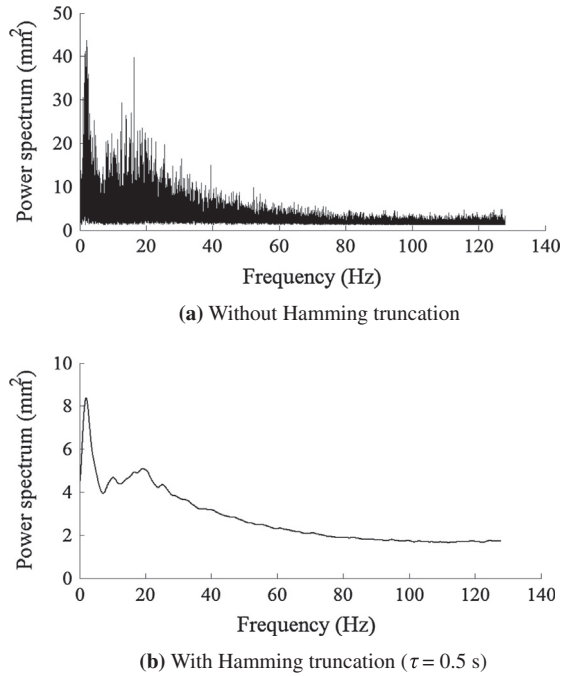 Power spectrum (mm²)
50
40
30
20
10
0
0 20 40 60 80 100 120 140
Frequency (Hz)
(a) Without Hamming truncation
Power spectrum (mm²)
10
8
6
4
2
0
0 20 40 60 80 100 120 140
Frequency (Hz)
(b) With Hamming truncation (τ = 0.5 s)